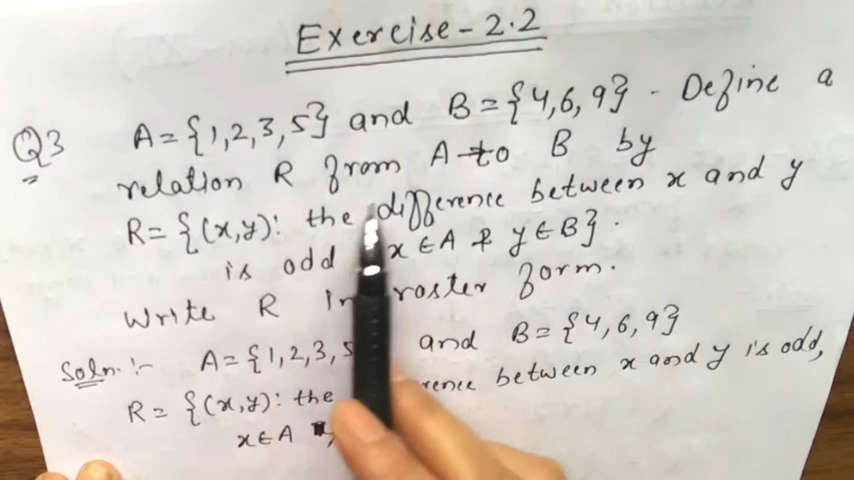 Exercise - 2.2
Q3 A = {1, 2, 3, 5} and B = {4, 6, 9} . Define a
relation R from A to B by
R = {(x, y): the difference between x and y
is odd x ∈ A & y ∈ B} .
Write R in roster form.
Soln. :- A = {1, 2, 3, 5 and B = {4, 6, 9}
R = {(x, y): the between x and y is odd,
x ∈ A